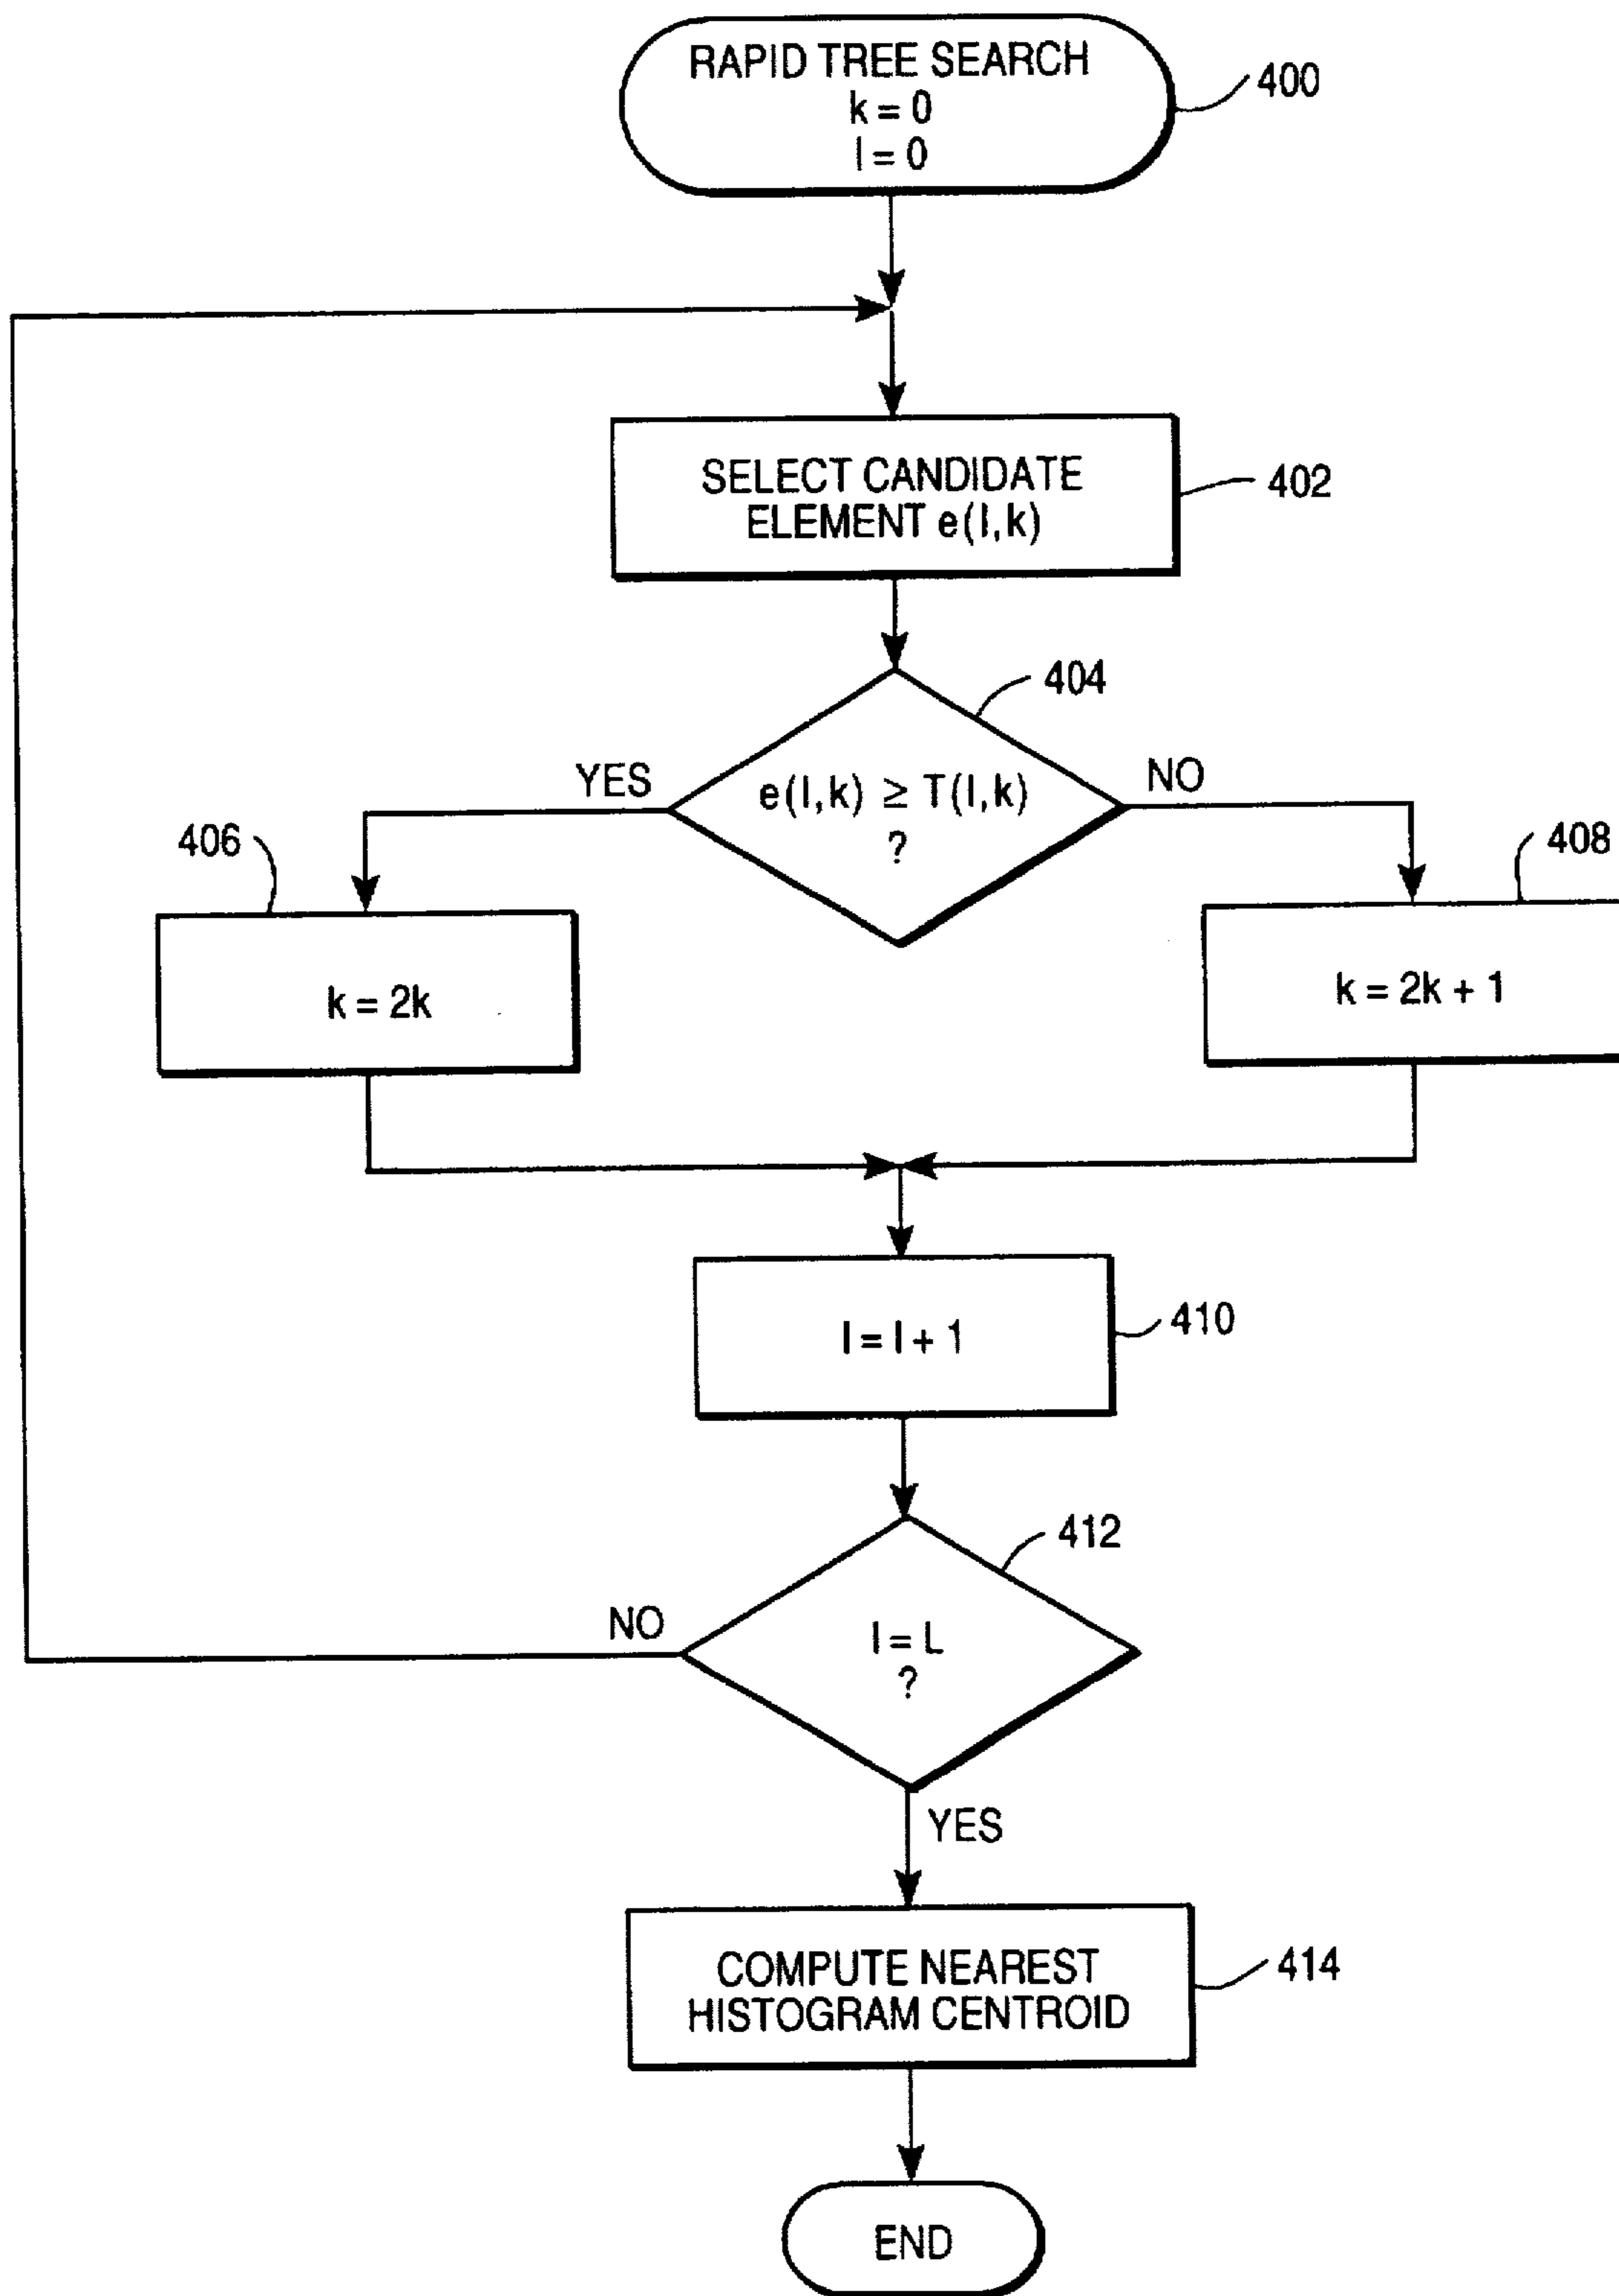 RAPID TREE SEARCH
k = 0
l = 0
400
SELECT CANDIDATE
ELEMENT e(l,k)
402
404
YES
e(l,k) ≥ T(l,k)
?
NO
406
408
k = 2k
k = 2k + 1
l = l + 1
410
412
NO
l = L
?
YES
COMPUTE NEAREST
HISTOGRAM CENTROID
414
END